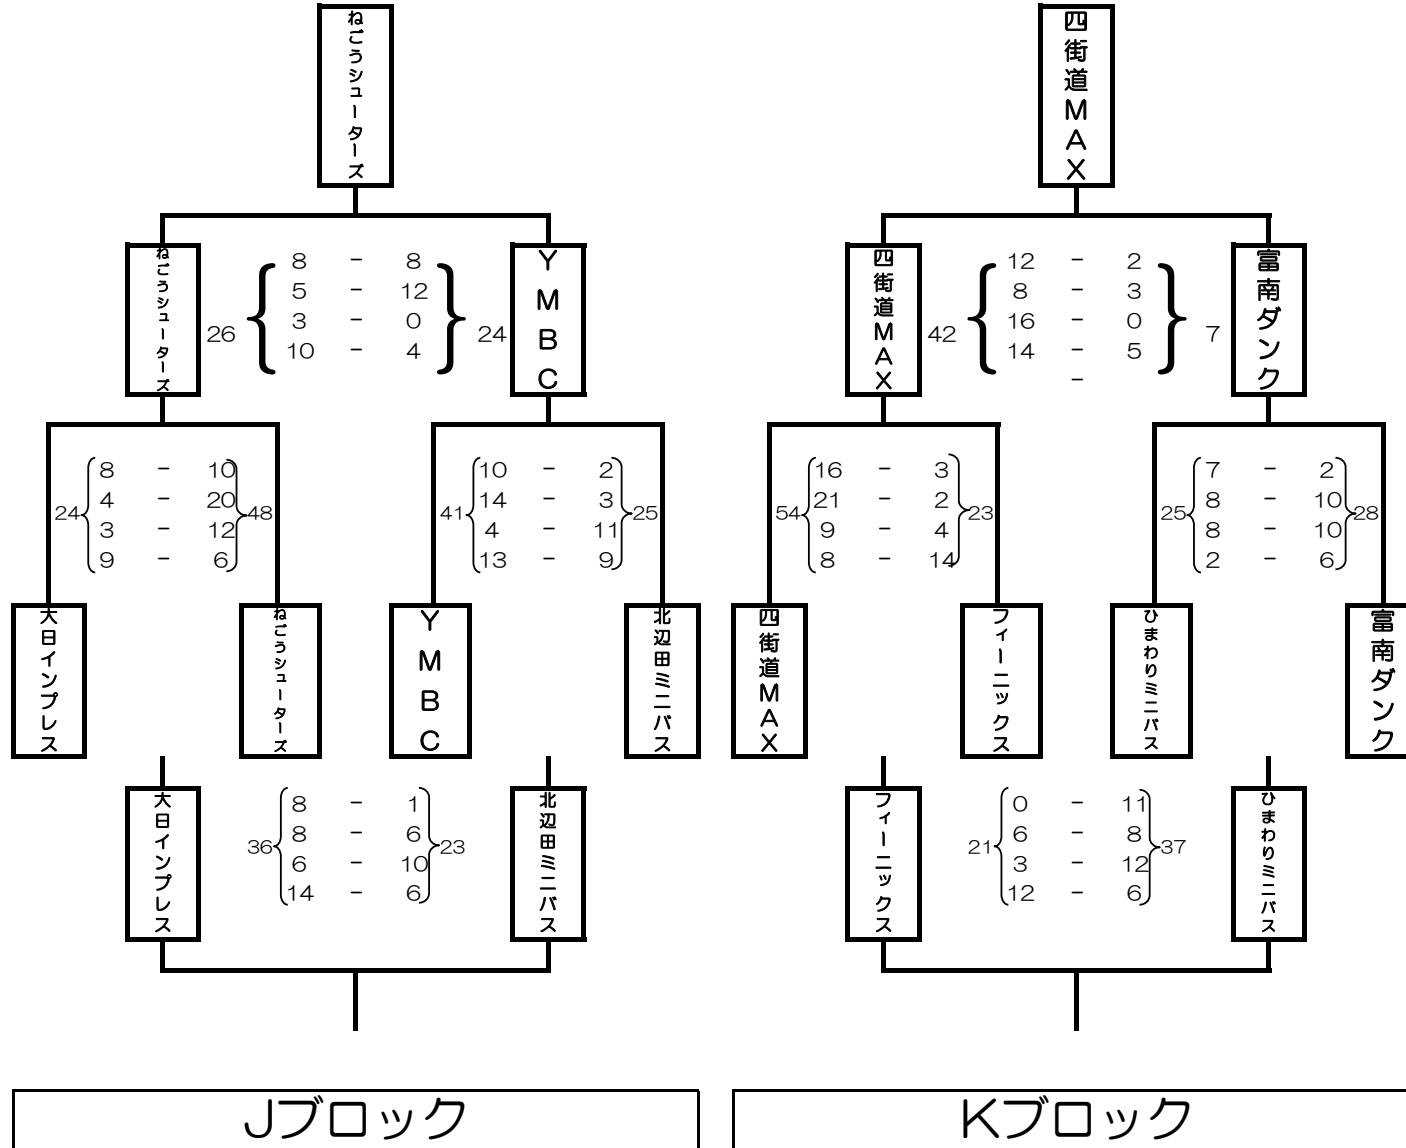 ねごうシューターズ
四街道MAX
ねごうシューターズ
YMBC
四街道MAX
富南ダンク
8 - 8
5 - 12
3 - 0
10 - 4
26
24
12 - 2
8 - 3
16 - 0
14 - 5
-
42
7
8 - 10
4 - 20
3 - 12
9 - 6
24
48
10 - 2
14 - 3
4 - 11
13 - 9
41
25
16 - 3
21 - 2
9 - 4
8 - 14
54
23
7 - 2
8 - 10
8 - 10
2 - 6
25
28
大日インプレス
ねごうシューターズ
YMBC
北辺田ミニバス
四街道MAX
フィーニックス
ひまわりミニバス
富南ダンク
大日インプレス
北辺田ミニバス
フィーニックス
ひまわりミニバス
8 - 1
8 - 6
6 - 10
14 - 6
36
23
0 - 11
6 - 8
3 - 12
12 - 6
21
37
Jブロック
Kブロック